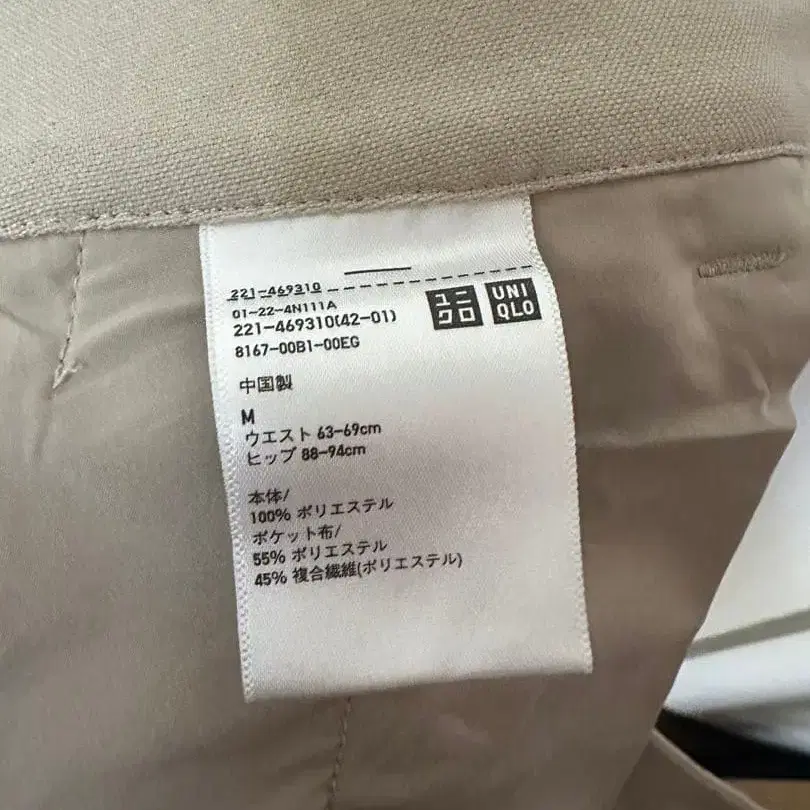 221-469310
01-22-4N111A
221-469310(42-01)
8167-00B1-00EG
ユニクロ
UNIQLO
中国製
M
ウエスト 63-69cm
ヒップ 88-94cm
本体/
100% ポリエステル
ポケット布/
55% ポリエステル
45% 複合繊維(ポリエステル)